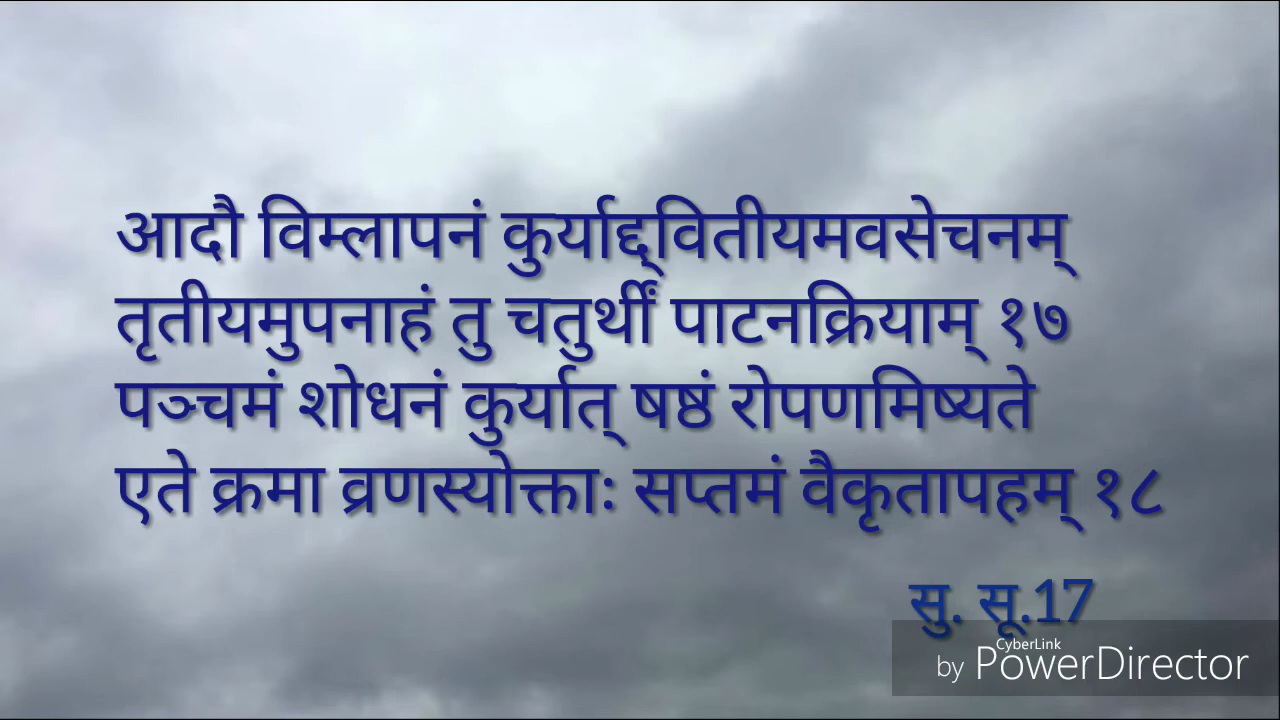 आदौ विम्लापनं कुर्याद्द्वितीयमवसेचनम्
तृतीयमुपनाहं तु चतुर्थीं पाटनक्रियाम् १७
पञ्चमं शोधनं कुर्यात् षष्ठं रोपणमिष्यते
एते क्रमा व्रणस्योक्ताः सप्तमं वैकृतापहम् १८
सु. सू.17
CyberLink
by PowerDirector